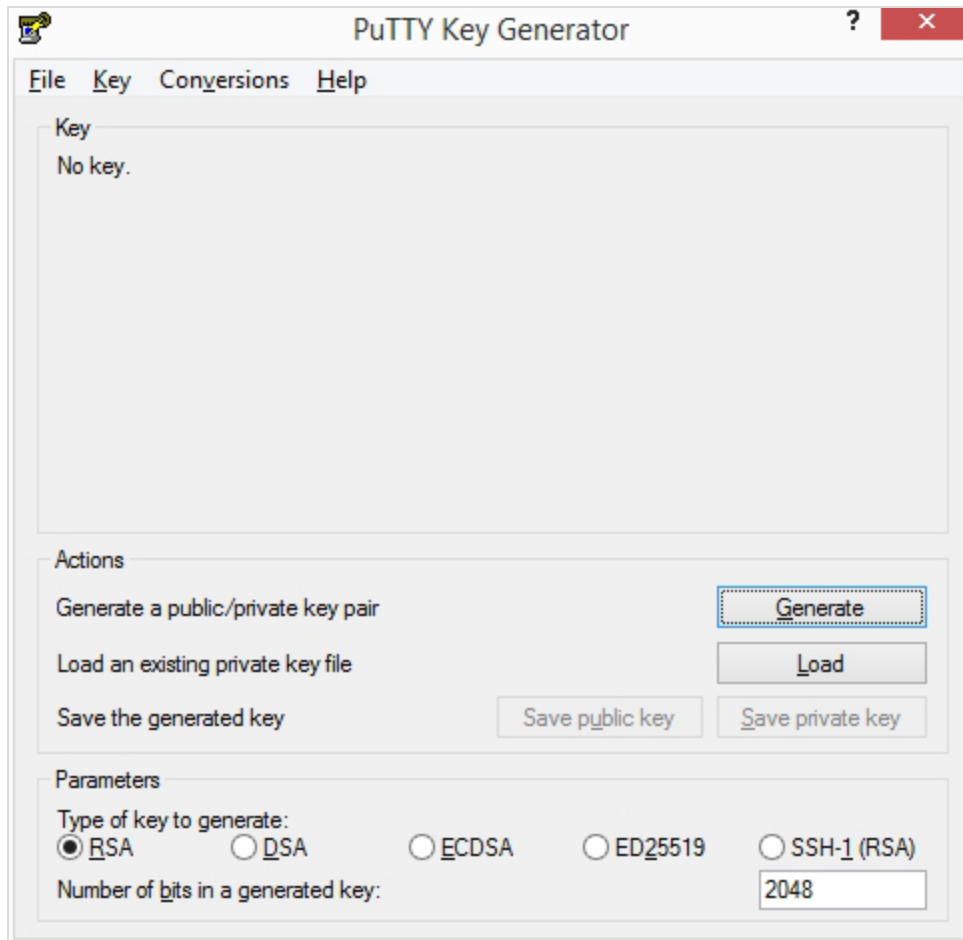 PuTTY Key Generator ? ×
File Key Conversions Help
Key
No key.
Actions
Generate a public/private key pair Generate
Load an existing private key file Load
Save the generated key Save public key Save private key
Parameters
Type of key to generate:
RSA DSA ECDSA ED25519 SSH-1 (RSA)
Number of bits in a generated key: 2048